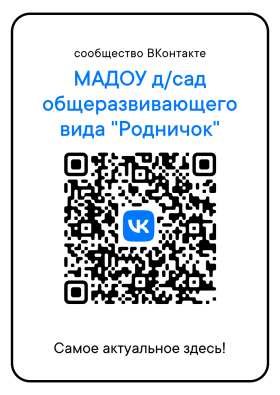 сообщество ВКонтакте
МАДОУ д/сад
общеразвивающего
вида "Родничок"
Самое актуальное здесь!